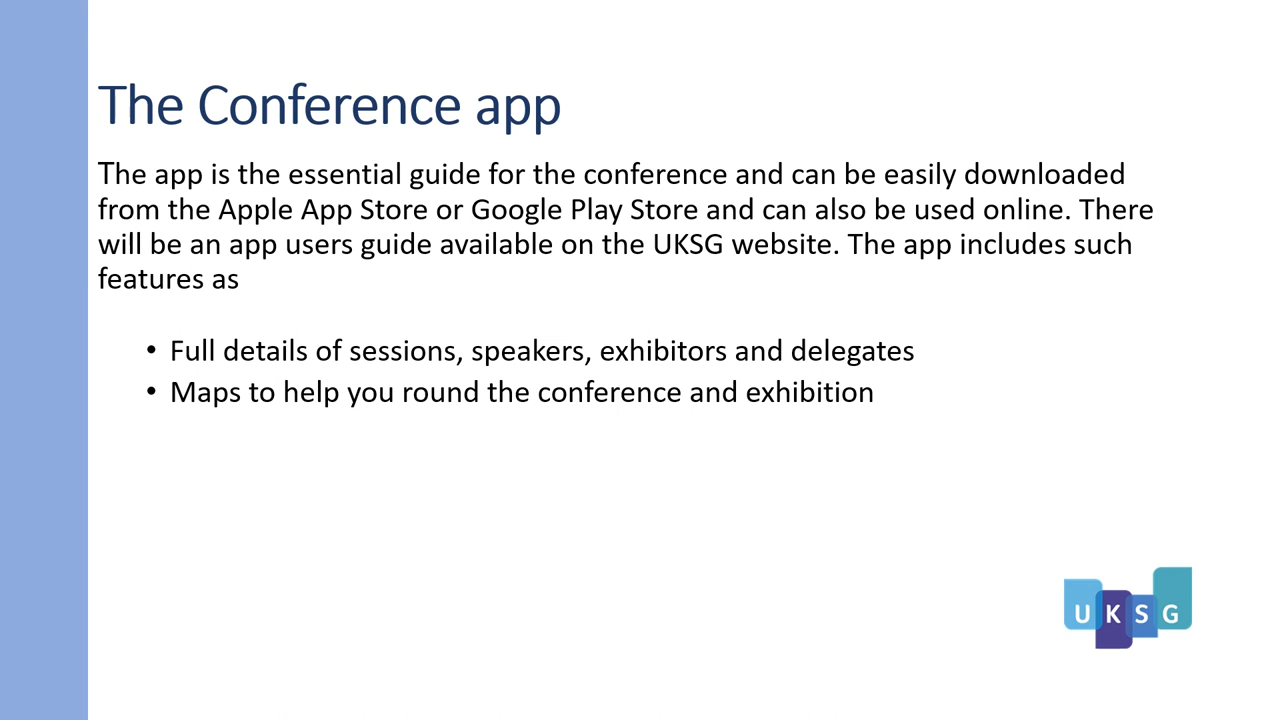 The Conference app
The app is the essential guide for the conference and can be easily downloaded
from the Apple App Store or Google Play Store and can also be used online. There
will be an app users guide available on the UKSG website. The app includes such
features as
• Full details of sessions, speakers, exhibitors and delegates
• Maps to help you round the conference and exhibition
UKSG